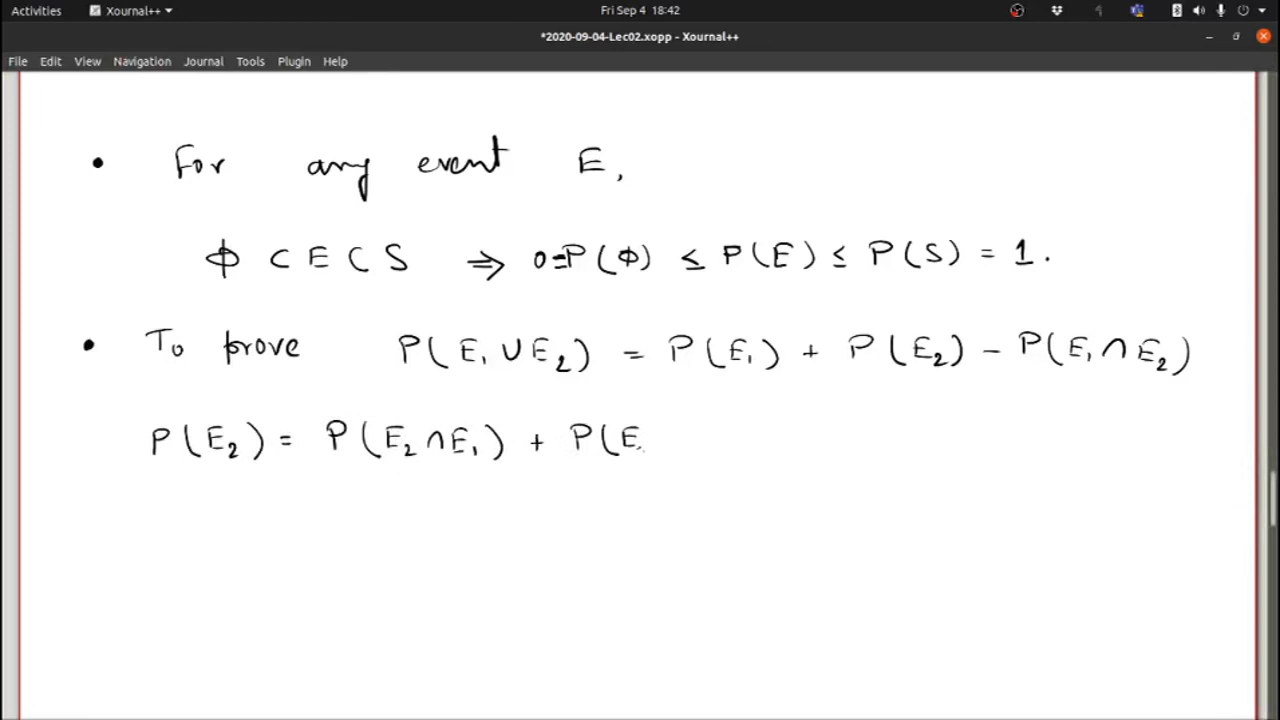 Activities Xournal++ Fri Sep 4 18:42
*2020-09-04-Lec02.xopp - Xournal++
File Edit View Navigation Journal Tools Plugin Help
• For any event E,
Φ ⊂ E ⊂ S ⇒ 0=P(Φ) ≤ P(E) ≤ P(S) = 1.
• To prove P(E₁ ∪ E₂) = P(E₁) + P(E₂) − P(E₁ ∩ E₂)
P(E₂) = P(E₂ ∩ E₁) + P(E